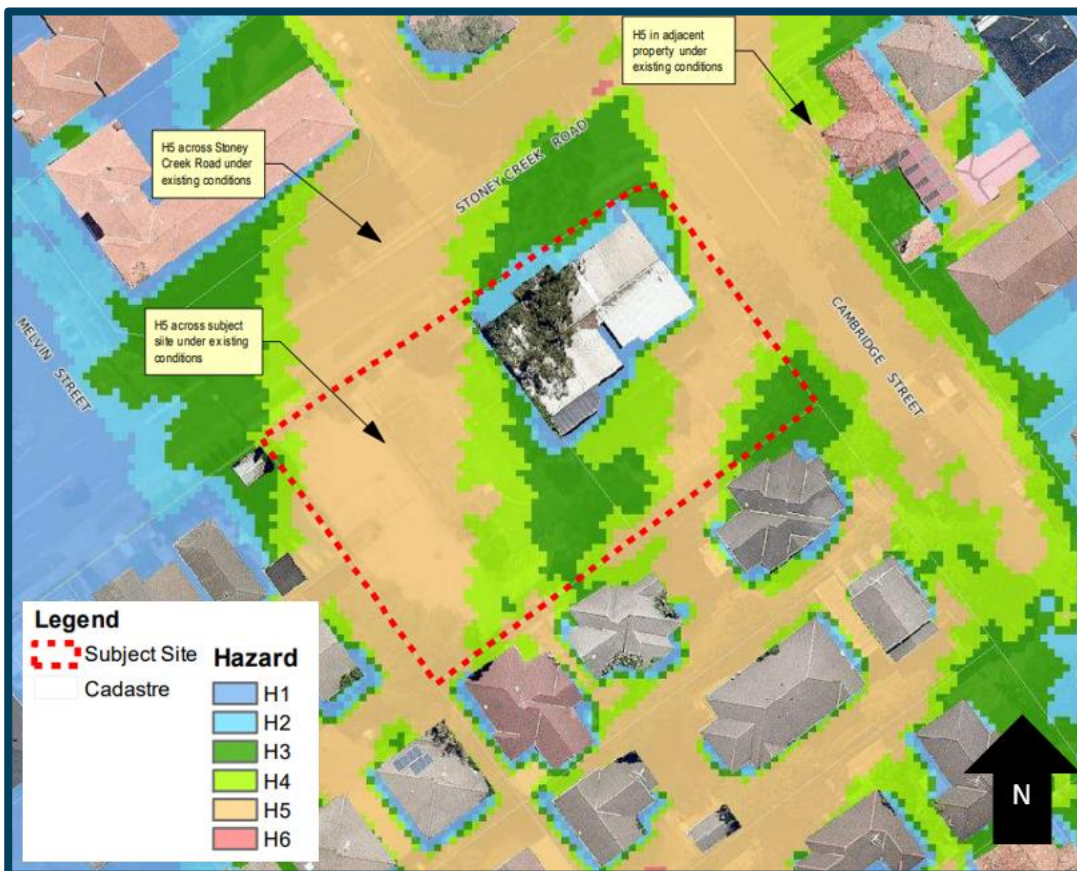 H5 in adjacent
property under
existing conditions
H5 across Stoney
Creek Road under
existing conditions
STONEY CREEK ROAD
H5 across subject
site under existing
conditions
MELVIN STREET
CAMBRIDGE STREET
Legend
Subject Site
Cadastre
Hazard
H1
H2
H3
H4
H5
H6
N